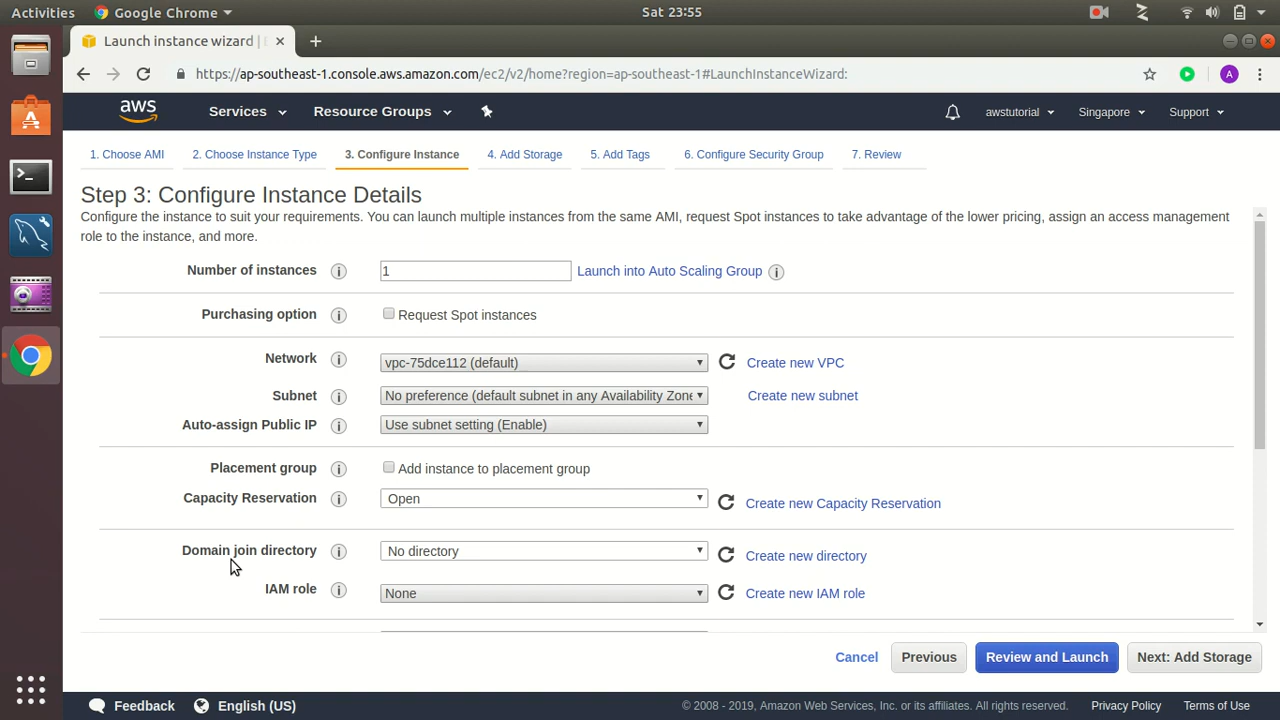 Activities Google Chrome Sat 23:55
Launch instance wizard |
https://ap-southeast-1.console.aws.amazon.com/ec2/v2/home?region=ap-southeast-1#LaunchInstanceWizard: A
aws Services Resource Groups awstutorial Singapore Support
1. Choose AMI 2. Choose Instance Type 3. Configure Instance 4. Add Storage 5. Add Tags 6. Configure Security Group 7. Review
Step 3: Configure Instance Details
Configure the instance to suit your requirements. You can launch multiple instances from the same AMI, request Spot instances to take advantage of the lower pricing, assign an access management
role to the instance, and more.
Number of instances i 1 Launch into Auto Scaling Group i
Purchasing option i Request Spot instances
Network i vpc-75dce112 (default) Create new VPC
Subnet i No preference (default subnet in any Availability Zone Create new subnet
Auto-assign Public IP i Use subnet setting (Enable)
Placement group i Add instance to placement group
Capacity Reservation i Open Create new Capacity Reservation
Domain join directory i No directory Create new directory
IAM role i None Create new IAM role
Cancel Previous Review and Launch Next: Add Storage
Feedback English (US) © 2008 - 2019, Amazon Web Services, Inc. or its affiliates. All rights reserved. Privacy Policy Terms of Use